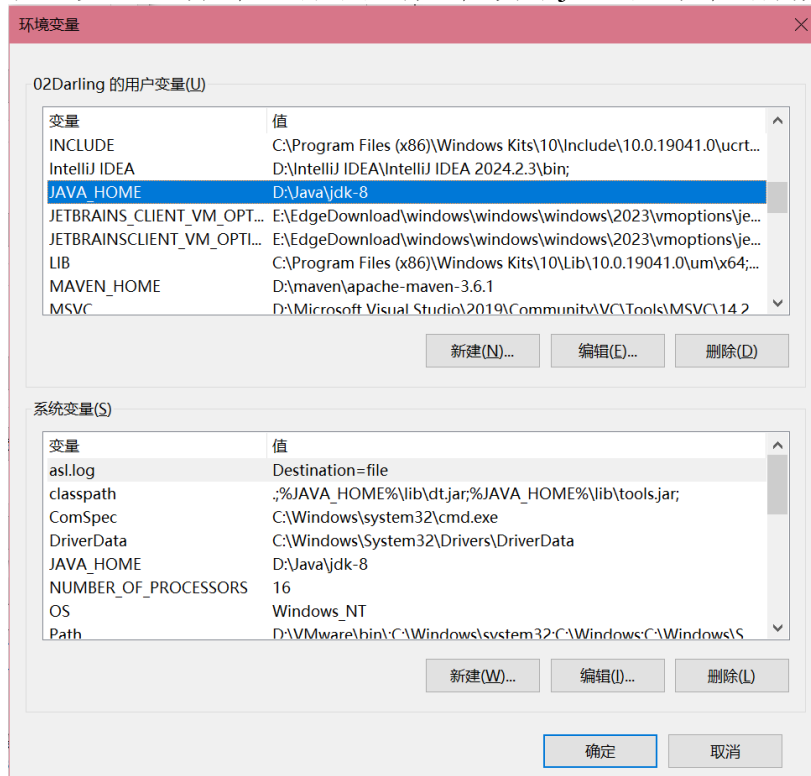 环境变量
02Darling 的用户变量(U)
变量 值
INCLUDE C:\Program Files (x86)\Windows Kits\10\Include\10.0.19041.0\ucrt...
IntelliJ IDEA D:\IntelliJ IDEA\IntelliJ IDEA 2024.2.3\bin;
JAVA_HOME D:\Java\jdk-8
JETBRAINS_CLIENT_VM_OPT... E:\EdgeDownload\windows\windows\windows\2023\vmoptions\je...
JETBRAINSCLIENT_VM_OPTI... E:\EdgeDownload\windows\windows\windows\2023\vmoptions\je...
LIB C:\Program Files (x86)\Windows Kits\10\Lib\10.0.19041.0\um\x64;...
MAVEN_HOME D:\maven\apache-maven-3.6.1
MSVC D:\Microsoft Visual Studio\2019\Community\VC\Tools\MSVC\14.2
新建(N)... 编辑(E)... 删除(D)
系统变量(S)
变量 值
asl.log Destination=file
classpath .;%JAVA_HOME%\lib\dt.jar;%JAVA_HOME%\lib\tools.jar;
ComSpec C:\Windows\system32\cmd.exe
DriverData C:\Windows\System32\Drivers\DriverData
JAVA_HOME D:\Java\jdk-8
NUMBER_OF_PROCESSORS 16
OS Windows_NT
Path D:\VMware\bin\;C:\Windows\system32;C:\Windows;C:\Windows\S
新建(W)... 编辑(I)... 删除(L)
确定 取消